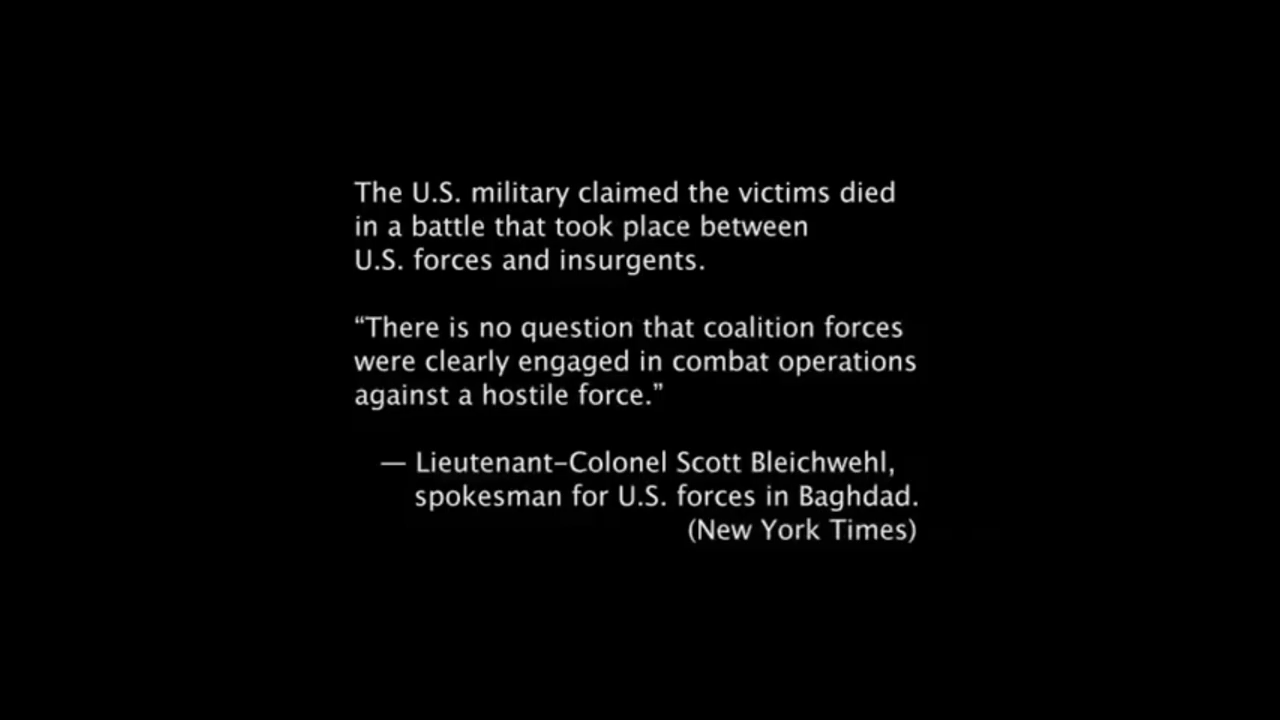 The U.S. military claimed the victims died
in a battle that took place between
U.S. forces and insurgents.
“There is no question that coalition forces
were clearly engaged in combat operations
against a hostile force.”
— Lieutenant–Colonel Scott Bleichwehl,
spokesman for U.S. forces in Baghdad.
(New York Times)